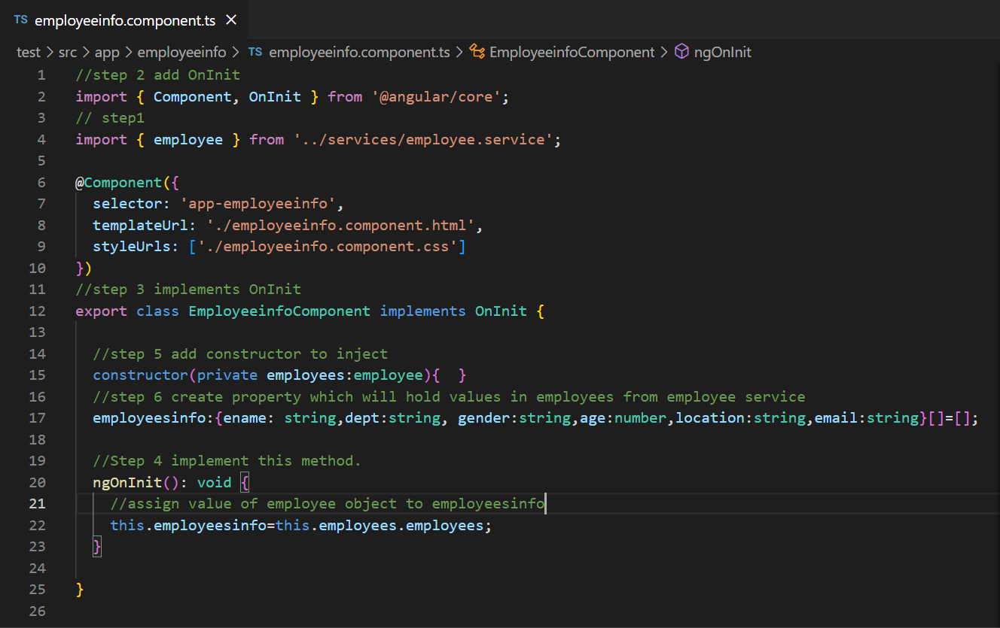 TS employeeinfo.component.ts ×
test > src > app > employeeinfo > TS employeeinfo.component.ts > EmployeeinfoComponent > ngOnInit
1 //step 2 add OnInit
2 import { Component, OnInit } from '@angular/core';
3 // step1
4 import { employee } from '../services/employee.service';
5
6 @Component({
7   selector: 'app-employeeinfo',
8   templateUrl: './employeeinfo.component.html',
9   styleUrls: ['./employeeinfo.component.css']
10 })
11 //step 3 implements OnInit
12 export class EmployeeinfoComponent implements OnInit {
13
14   //step 5 add constructor to inject
15   constructor(private employees:employee){  }
16   //step 6 create property which will hold values in employees from employee service
17   employeesinfo:{ename: string,dept:string, gender:string,age:number,location:string,email:string}[]=[];
18
19   //Step 4 implement this method.
20   ngOnInit(): void {
21     //assign value of employee object to employeesinfo
22     this.employeesinfo=this.employees.employees;
23   }
24
25 }
26